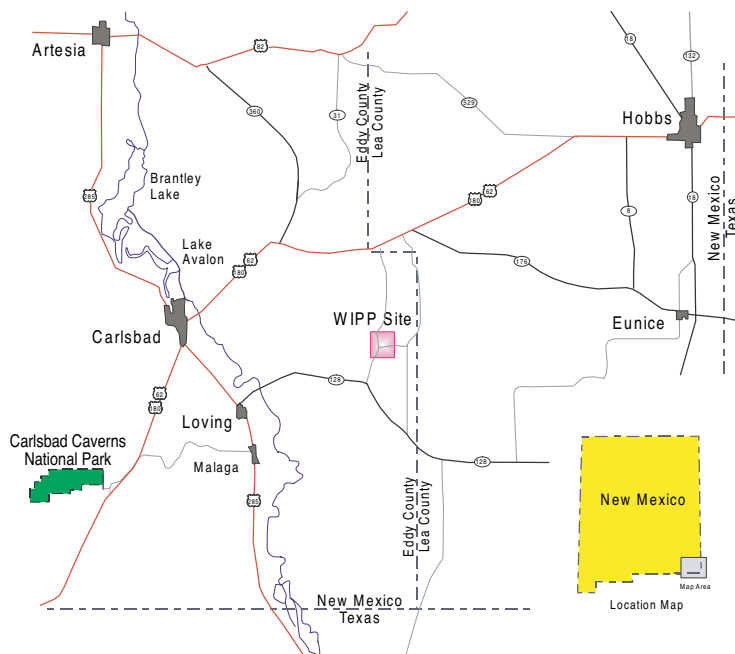 Artesia
82
18
132
360
31
529
Hobbs
Eddy County
Lea County
Brantley
Lake
285
62
180
8
18
New Mexico
Texas
Lake
Avalon
62
180
176
WIPP Site
Eunice
Carlsbad
128
62
180
Loving
Carlsbad Caverns
National Park
Malaga
128
285
Eddy County
Lea County
New Mexico
Map Area
New Mexico
Texas
Location Map